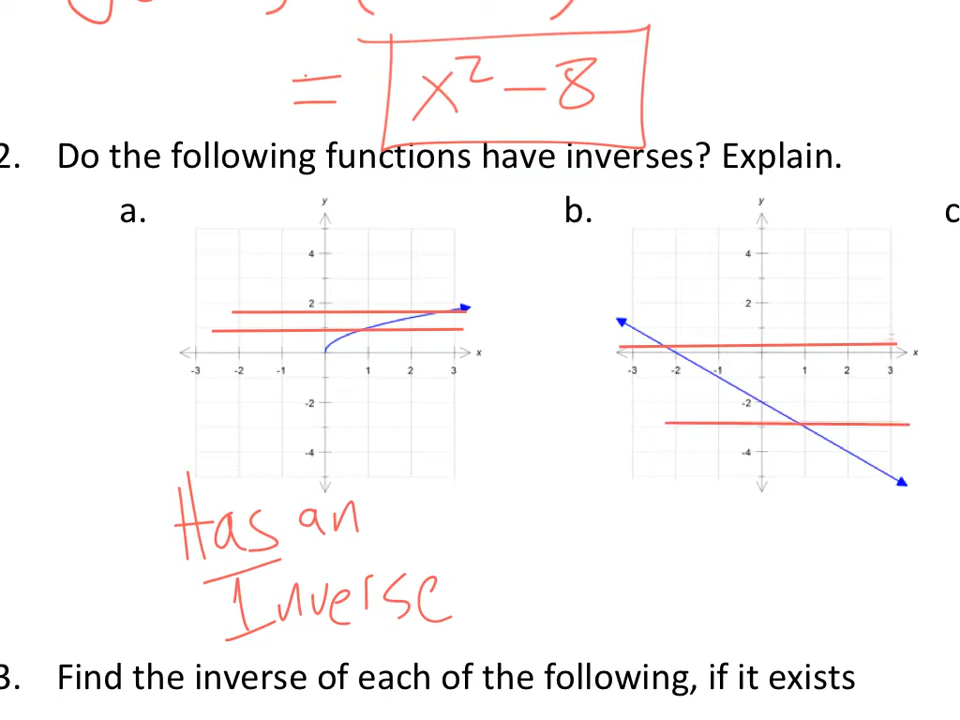 = x² - 8
2. Do the following functions have inverses? Explain.
a. b. c
y y
4 4
2 2
x x
-3 -2 -1 1 2 3 -3 -2 -1 1 2 3
-2 -2
-4 -4
Has an
Inverse
3. Find the inverse of each of the following, if it exists